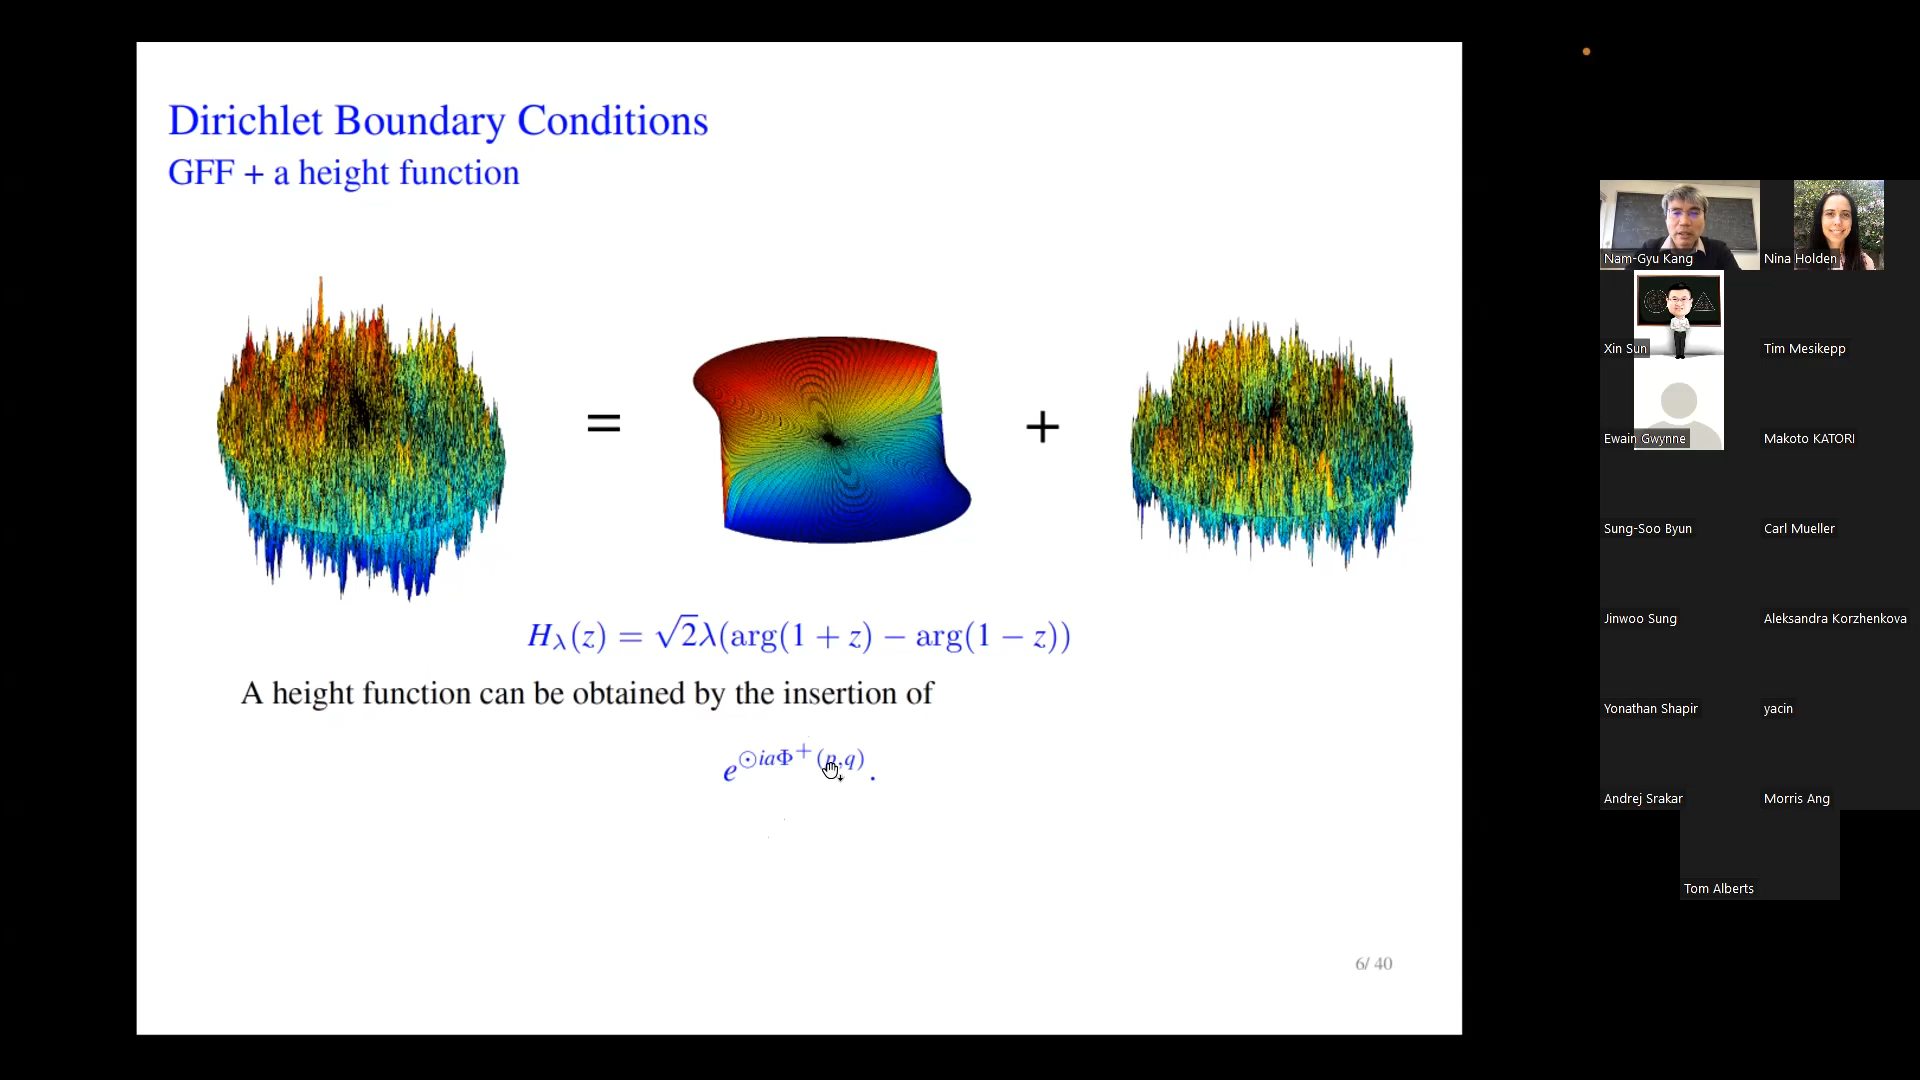 Dirichlet Boundary Conditions
GFF + a height function
=
+
H_λ(z) = √2λ(arg(1 + z) − arg(1 − z))
A height function can be obtained by the insertion of
e^{⊙iaΦ^+(p,q)}.
6/ 40
Nam-Gyu Kang
Nina Holden
Xin Sun
Tim Mesikepp
Ewain Gwynne
Makoto KATORI
Sung-Soo Byun
Carl Mueller
Jinwoo Sung
Aleksandra Korzhenkova
Yonathan Shapir
yacin
Andrej Srakar
Morris Ang
Tom Alberts